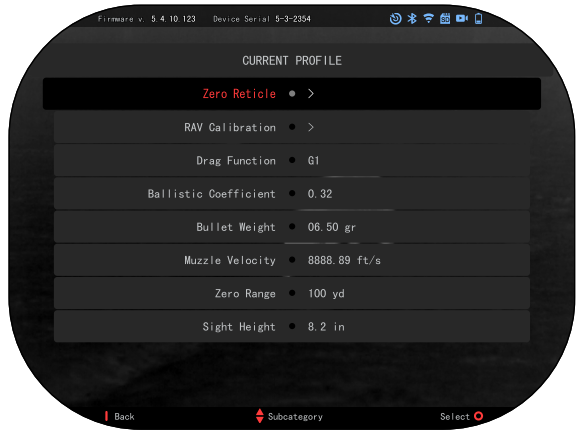 Firmware v. 5.4.10.123 Device Serial 5-3-2354
CURRENT PROFILE
Zero Reticle >
RAV Calibration >
Drag Function G1
Ballistic Coefficient 0.32
Bullet Weight 06.50 gr
Muzzle Velocity 8888.89 ft/s
Zero Range 100 yd
Sight Height 8.2 in
Back Subcategory Select